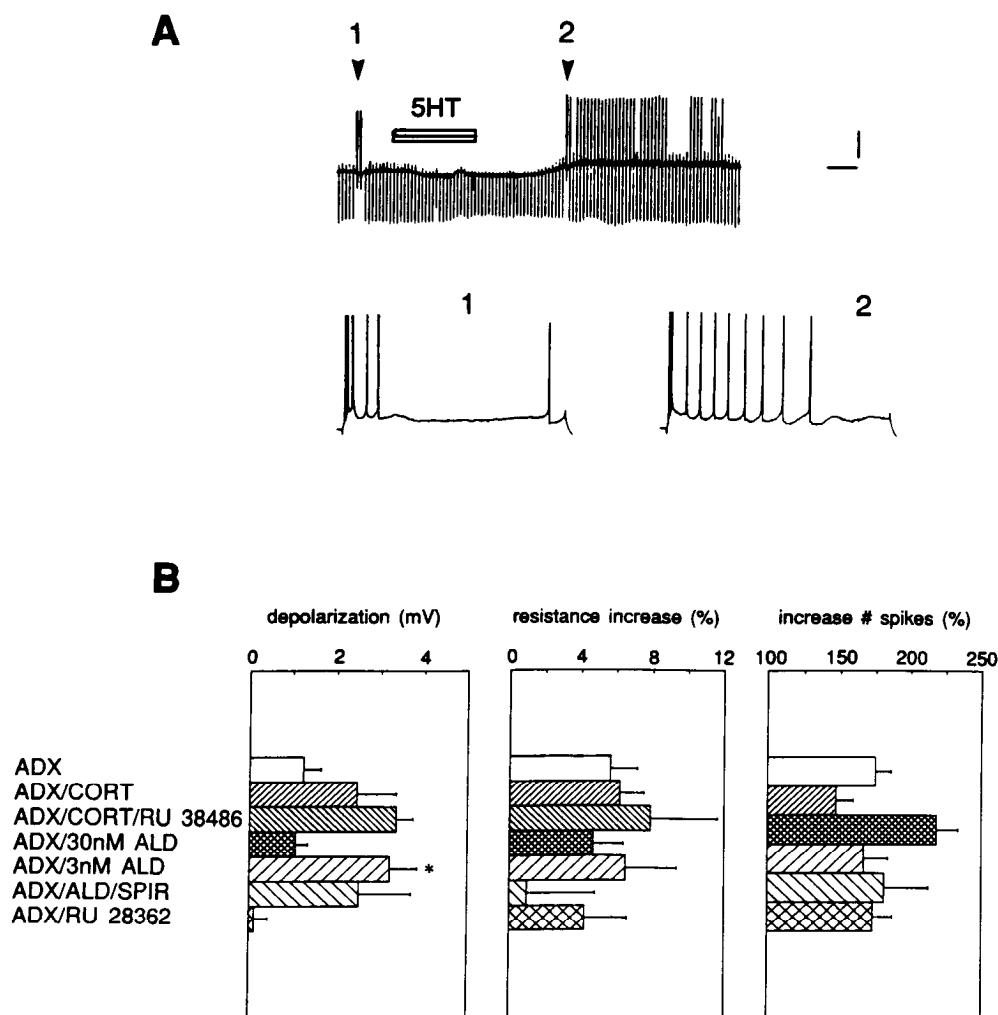 A
1
2
5HT
1
2
B
depolarization (mV)
resistance increase (%)
increase # spikes (%)
0 2 4
0 4 8 12
100 150 200 250
ADX
ADX/CORT
ADX/CORT/RU 38486
ADX/30nM ALD
ADX/3nM ALD
*
ADX/ALD/SPIR
ADX/RU 28362